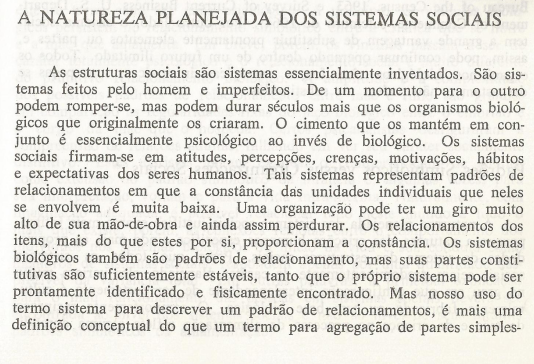 A NATUREZA PLANEJADA DOS SISTEMAS SOCIAIS
As estruturas sociais são sistemas essencialmente inventados. São sis-
temas feitos pelo homem e imperfeitos. De um momento para o outro
podem romper-se, mas podem durar séculos mais que os organismos bioló-
gicos que originalmente os criaram. O cimento que os mantém em con-
junto é essencialmente psicológico ao invés de biológico. Os sistemas
sociais firmam-se em atitudes, percepções, crenças, motivações, hábitos
e expectativas dos seres humanos. Tais sistemas representam padrões de
relacionamentos em que a constância das unidades individuais que neles
se envolvem é muita baixa. Uma organização pode ter um giro muito
alto de sua mão-de-obra e ainda assim perdurar. Os relacionamentos dos
itens, mais do que estes por si, proporcionam a constância. Os sistemas
biológicos também são padrões de relacionamento, mas suas partes consti-
tutivas são suficientemente estáveis, tanto que o próprio sistema pode ser
prontamente identificado e fisicamente encontrado. Mas nosso uso do
termo sistema para descrever um padrão de relacionamentos, é mais uma
definição conceptual do que um termo para agregação de partes simples-